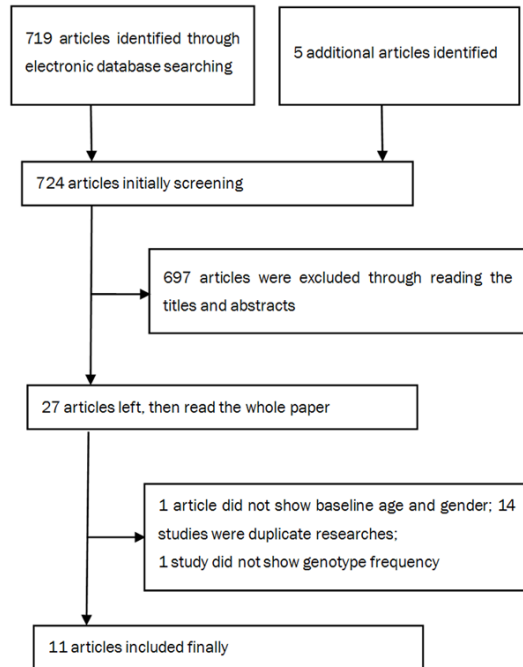 719 articles identified through
electronic database searching
5 additional articles identified
724 articles initially screening
697 articles were excluded through reading the
titles and abstracts
27 articles left, then read the whole paper
1 article did not show baseline age and gender; 14
studies were duplicate researches;
1 study did not show genotype frequency
11 articles included finally